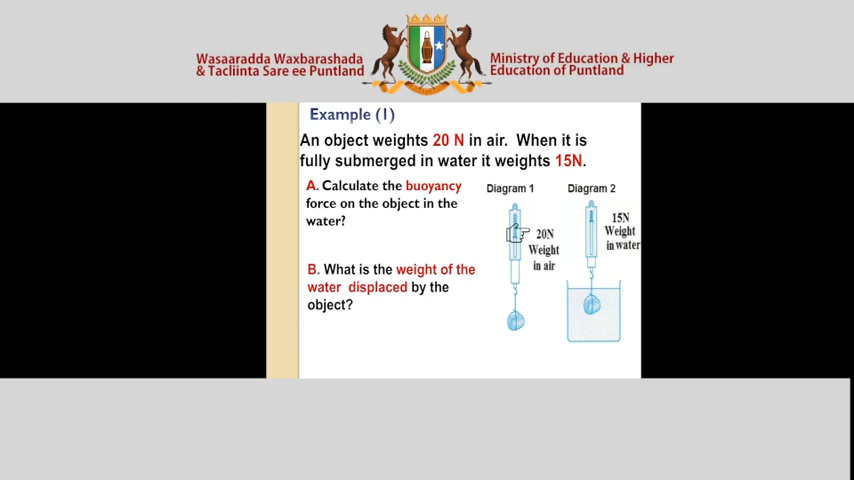 Wasaaradda Waxbarashada
& Tacliinta Sare ee Puntland
Ministry of Education & Higher
Education of Puntland
Example (1)
An object weights 20 N in air. When it is
fully submerged in water it weights 15N.
A. Calculate the buoyancy
force on the object in the
water?
B. What is the weight of the
water displaced by the
object?
Diagram 1
20N
Weight
in air
Diagram 2
15N
Weight
in water